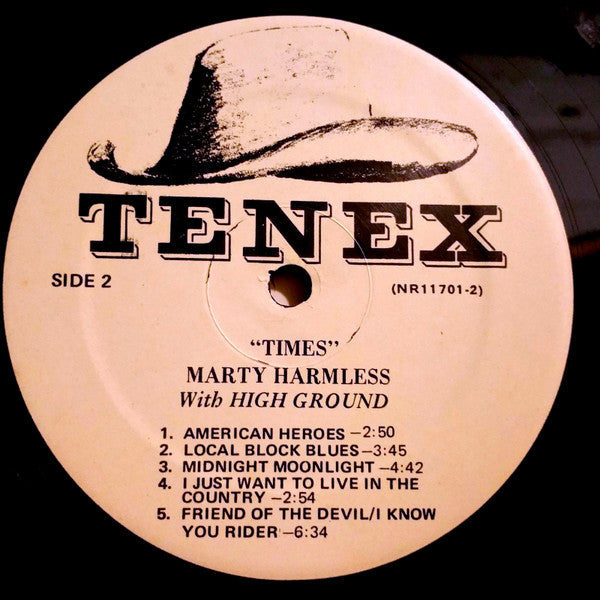 TENEX
SIDE 2
(NR11701-2)
“TIMES”
MARTY HARMLESS
With HIGH GROUND
1. AMERICAN HEROES –2:50
2. LOCAL BLOCK BLUES –3:45
3. MIDNIGHT MOONLIGHT –4:42
4. I JUST WANT TO LIVE IN THE
COUNTRY –2:54
5. FRIEND OF THE DEVIL/I KNOW
YOU RIDER –6:34